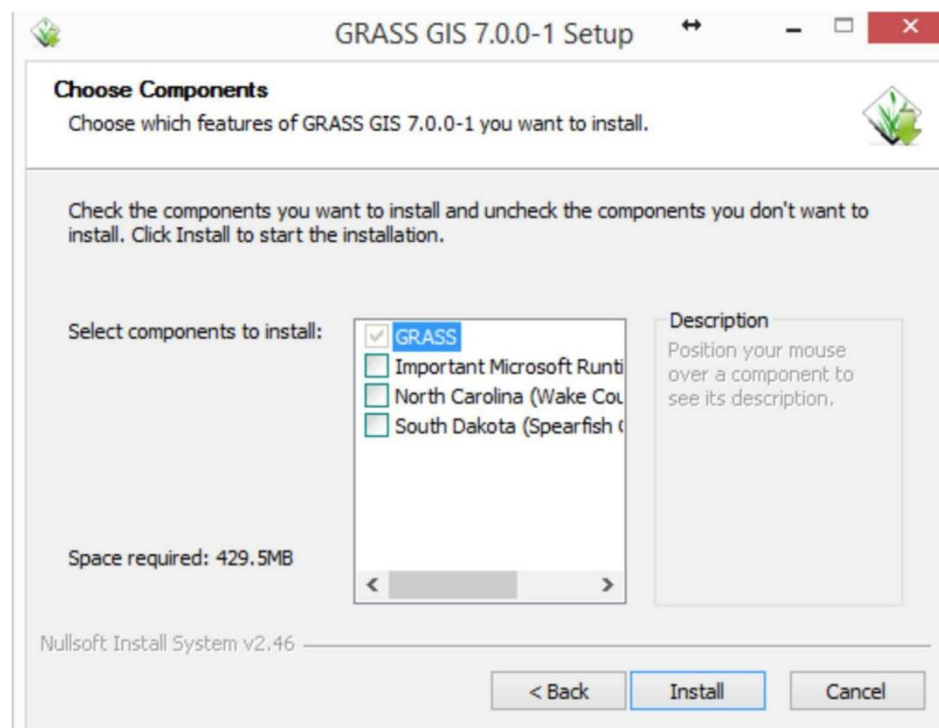 GRASS GIS 7.0.0-1 Setup
Choose Components
Choose which features of GRASS GIS 7.0.0-1 you want to install.
Check the components you want to install and uncheck the components you don't want to
install. Click Install to start the installation.
Select components to install:
GRASS
Important Microsoft Runti
North Carolina (Wake Cou
South Dakota (Spearfish
Description
Position your mouse
over a component to
see its description.
Space required: 429.5MB
Nullsoft Install System v2.46
< Back
Install
Cancel